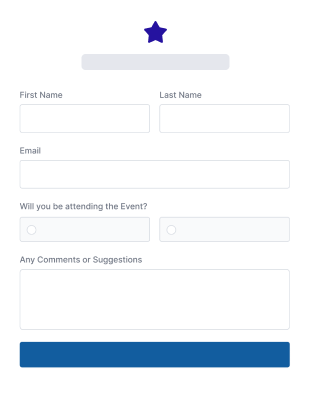 First Name
Last Name
Email
Will you be attending the Event?
Any Comments or Suggestions